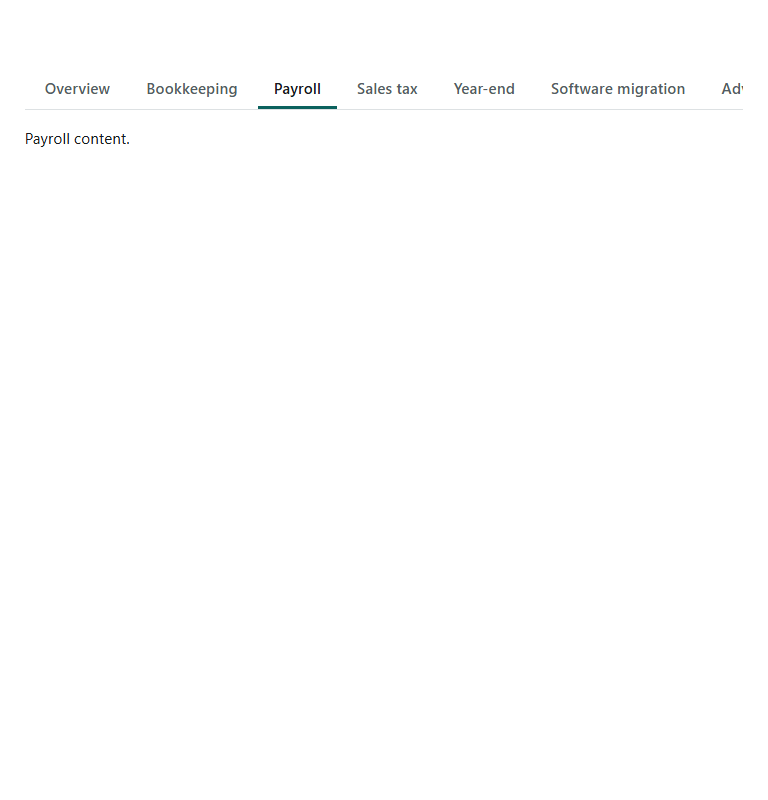 Overview Bookkeeping Payroll Sales tax Year-end Software migration
Payroll content.